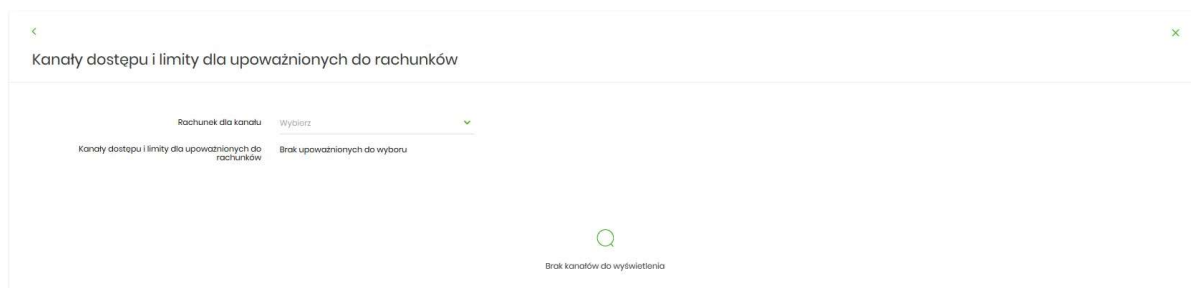 Kanały dostępu i limity dla upoważnionych do rachunków
Rachunek dla kanału
Wybierz
Kanały dostępu i limity dla upoważnionych do
rachunków
Brak upoważnionych do wyboru
Brak kanałów do wyświetlenia